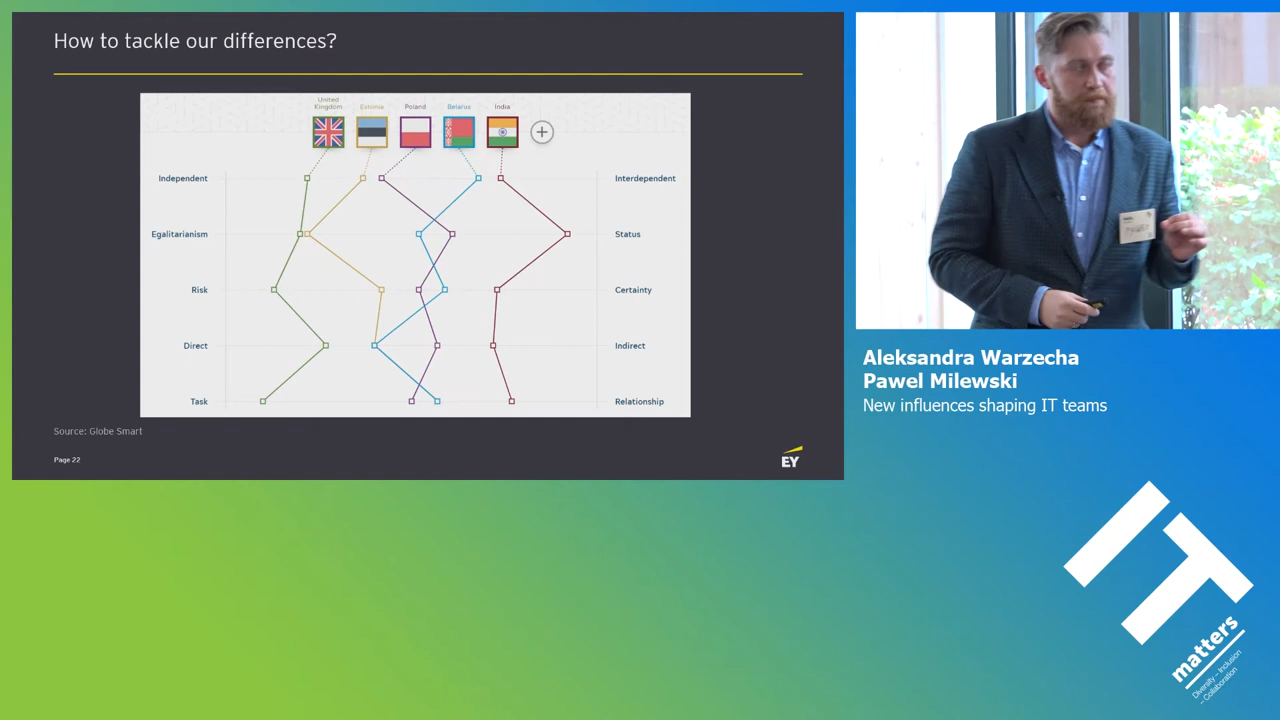 How to tackle our differences?
United
Kingdom
Estonia
Poland
Belarus
India
Independent
Interdependent
Egalitarianism
Status
Risk
Certainty
Direct
Indirect
Task
Relationship
Source: Globe Smart
Page 22
EY
Aleksandra Warzecha
Pawel Milewski
New influences shaping IT teams
IT
matters
Diversity – Inclusion
– Collaboration